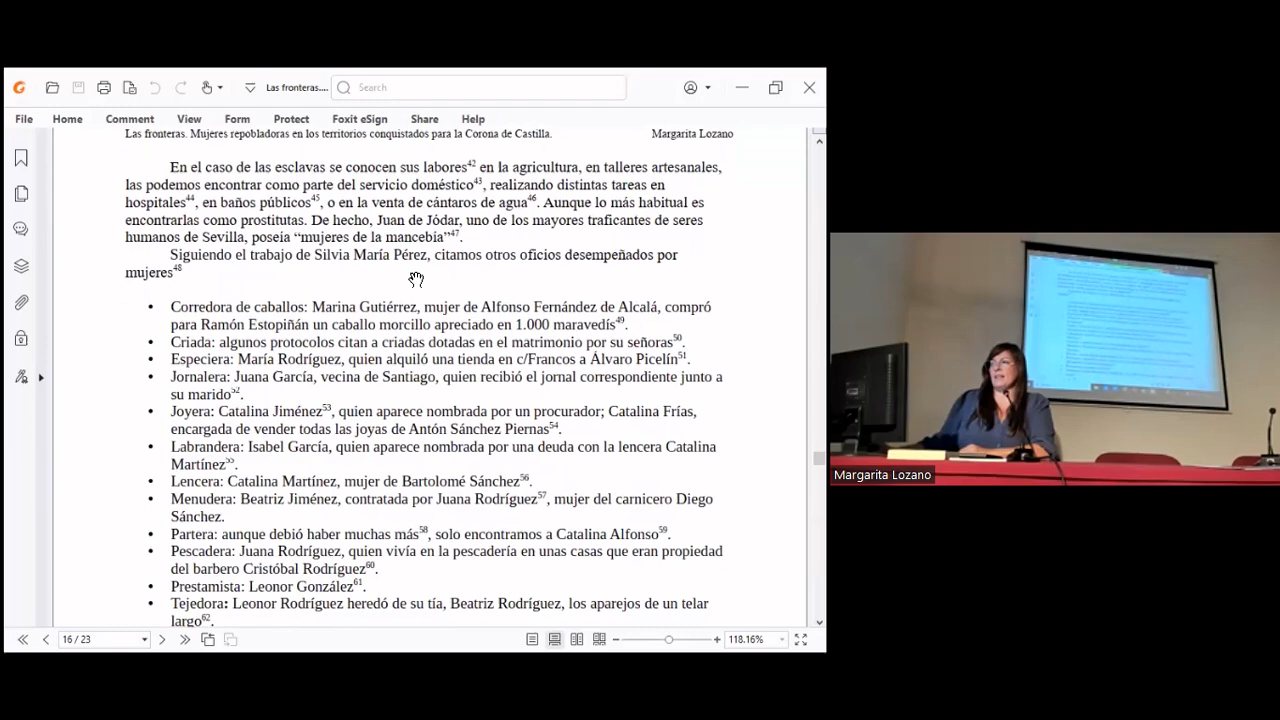 Las fronteras....
Search
File Home Comment View Form Protect Foxit eSign Share Help
Las fronteras. Mujeres repobladoras en los territorios conquistados para la Corona de Castilla. Margarita Lozano
En el caso de las esclavas se conocen sus labores42 en la agricultura, en talleres artesanales,
las podemos encontrar como parte del servicio doméstico43, realizando distintas tareas en
hospitales44, en baños públicos45, o en la venta de cántaros de agua46. Aunque lo más habitual es
encontrarlas como prostitutas. De hecho, Juan de Jódar, uno de los mayores traficantes de seres
humanos de Sevilla, poseía “mujeres de la mancebía”47.
Siguiendo el trabajo de Silvia María Pérez, citamos otros oficios desempeñados por
mujeres48
• Corredora de caballos: Marina Gutiérrez, mujer de Alfonso Fernández de Alcalá, compró
para Ramón Estopiñán un caballo morcillo apreciado en 1.000 maravedís49.
• Criada: algunos protocolos citan a criadas dotadas en el matrimonio por su señoras50.
• Especiera: María Rodríguez, quien alquiló una tienda en c/Francos a Álvaro Picelín51.
• Jornalera: Juana García, vecina de Santiago, quien recibió el jornal correspondiente junto a
su marido52.
• Joyera: Catalina Jiménez53, quien aparece nombrada por un procurador; Catalina Frías,
encargada de vender todas las joyas de Antón Sánchez Piernas54.
• Labrandera: Isabel García, quien aparece nombrada por una deuda con la lencera Catalina
Martínez55.
• Lencera: Catalina Martínez, mujer de Bartolomé Sánchez56.
• Menudera: Beatriz Jiménez, contratada por Juana Rodríguez57, mujer del carnicero Diego
Sánchez.
• Partera: aunque debió haber muchas más58, solo encontramos a Catalina Alfonso59.
• Pescadera: Juana Rodríguez, quien vivía en la pescadería en unas casas que eran propiedad
del barbero Cristóbal Rodríguez60.
• Prestamista: Leonor González61.
• Tejedora: Leonor Rodríguez heredó de su tía, Beatriz Rodríguez, los aparejos de un telar
largo62.
16 / 23
118.16%
Margarita Lozano